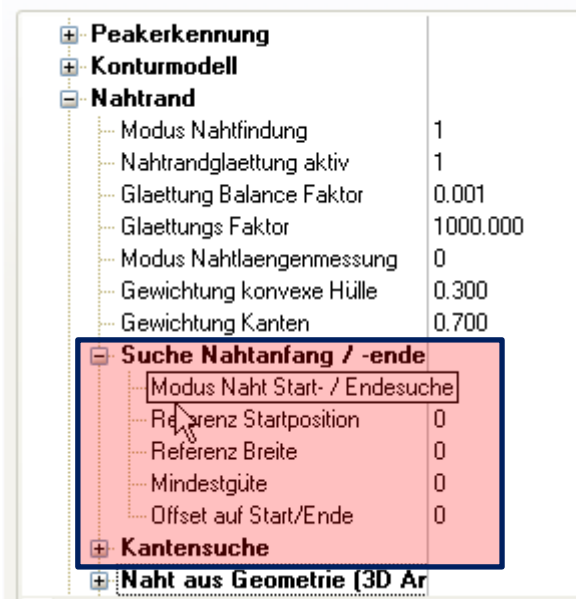 Peakerkennung
Konturmodell
Nahtrand
Modus Nahtfindung 1
Nahtrandglaettung aktiv 1
Glaettung Balance Faktor 0.001
Glaettungs Faktor 1000.000
Modus Nahtlaengenmessung 0
Gewichtung konvexe Hülle 0.300
Gewichtung Kanten 0.700
Suche Nahtanfang / -ende
Modus Naht Start- / Endesuche
Referenz Startposition 0
Referenz Breite 0
Mindestgüte 0
Offset auf Start/Ende 0
Kantensuche
Naht aus Geometrie (3D Ar